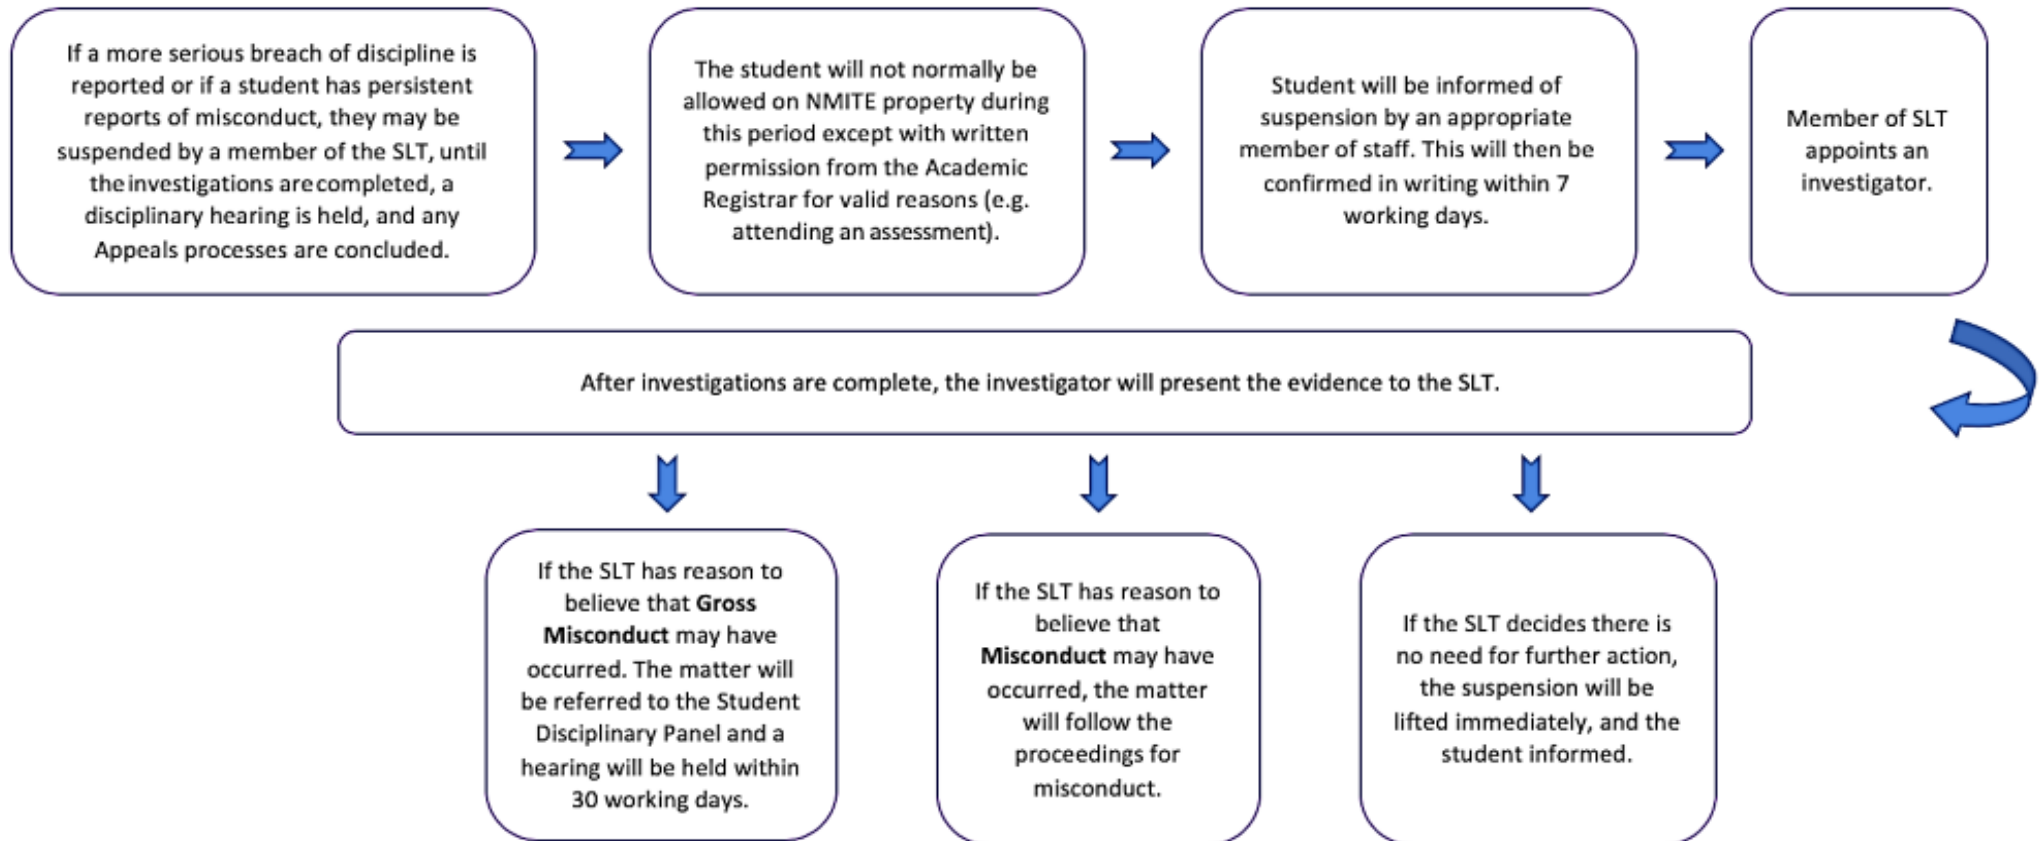 If a more serious breach of discipline is
reported or if a student has persistent
reports of misconduct, they may be
suspended by a member of the SLT, until
the investigations are completed, a
disciplinary hearing is held, and any
Appeals processes are concluded.
The student will not normally be
allowed on NMITE property during
this period except with written
permission from the Academic
Registrar for valid reasons (e.g.
attending an assessment).
Student will be informed of
suspension by an appropriate
member of staff. This will then be
confirmed in writing within 7
working days.
Member of SLT
appoints an
investigator.
After investigations are complete, the investigator will present the evidence to the SLT.
If the SLT has reason to
believe that Gross
Misconduct may have
occurred. The matter will
be referred to the Student
Disciplinary Panel and a
hearing will be held within
30 working days.
If the SLT has reason to
believe that
Misconduct may have
occurred, the matter
will follow the
proceedings for
misconduct.
If the SLT decides there is
no need for further action,
the suspension will be
lifted immediately, and the
student informed.